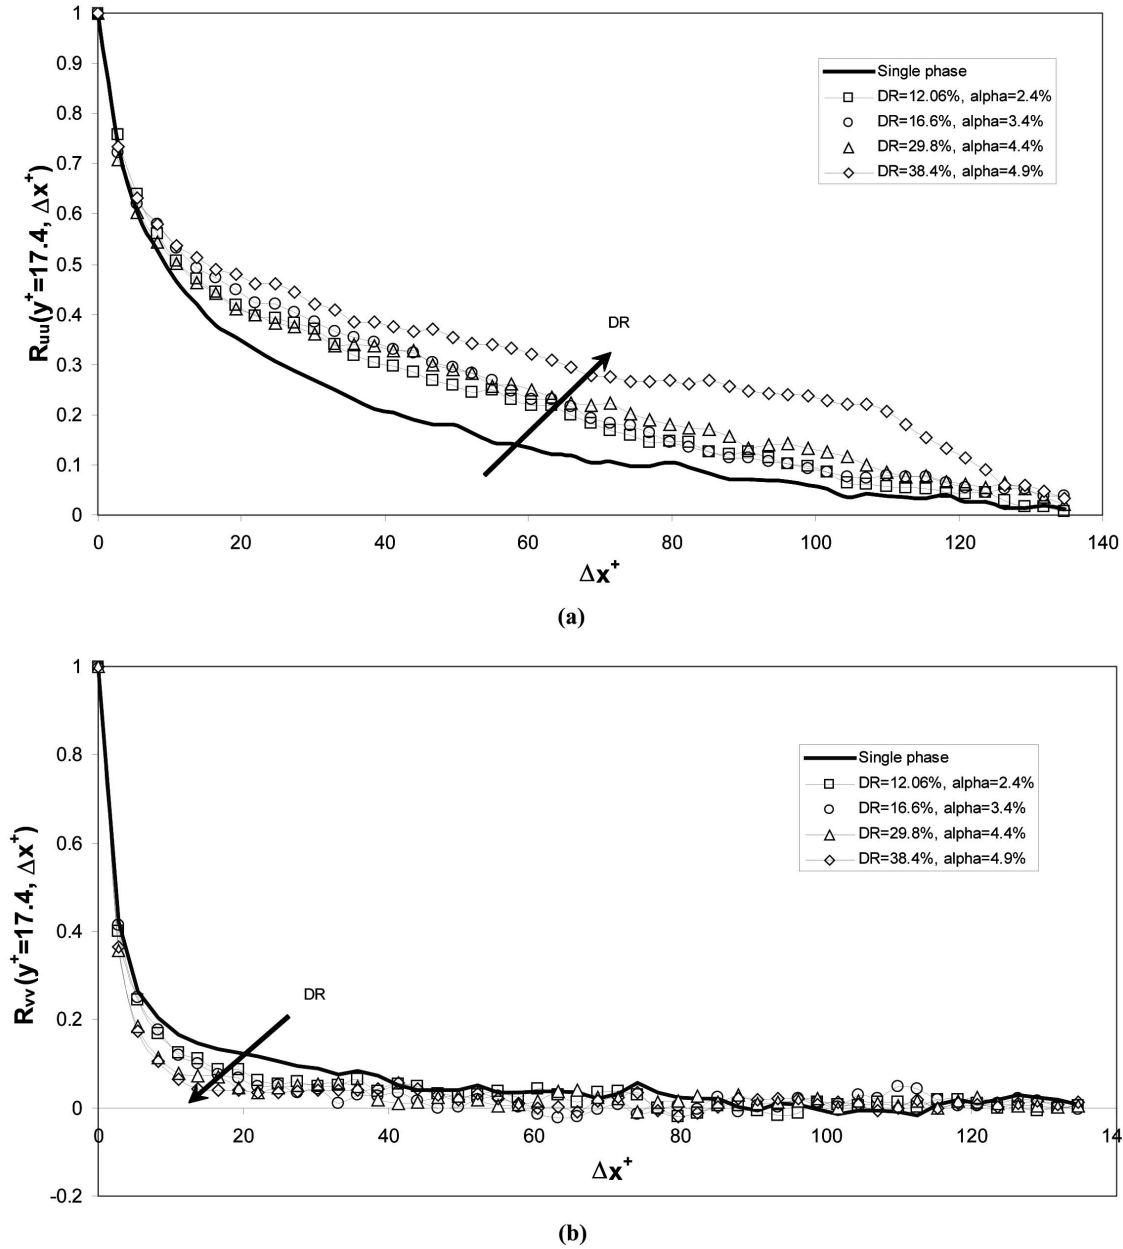 1
0.9
0.8
0.7
0.6
0.5
0.4
0.3
0.2
0.1
0
Ruu(y+=17.4, Δx+)
Single phase
DR=12.06%, alpha=2.4%
DR=16.6%, alpha=3.4%
DR=29.8%, alpha=4.4%
DR=38.4%, alpha=4.9%
DR
0 20 40 60 80 100 120 140
Δx+
(a)
1
0.8
0.6
0.4
0.2
0
-0.2
Rvv(y+=17.4, Δx+)
Single phase
DR=12.06%, alpha=2.4%
DR=16.6%, alpha=3.4%
DR=29.8%, alpha=4.4%
DR=38.4%, alpha=4.9%
DR
0 20 40 60 80 100 120 14
Δx+
(b)